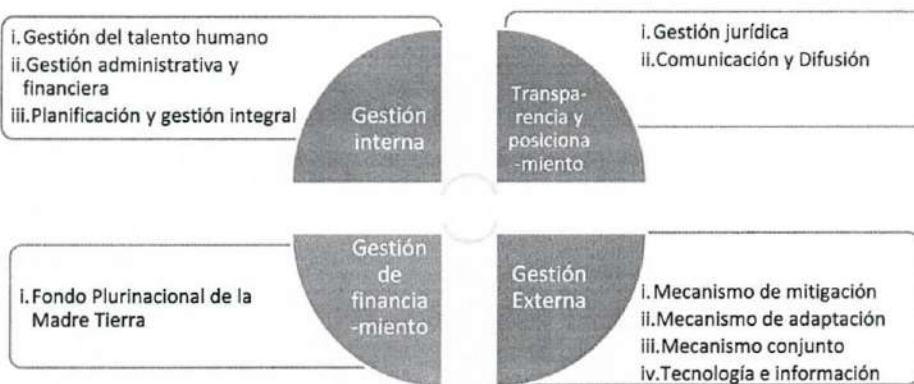 i. Gestión del talento humano
ii. Gestión administrativa y
financiera
iii. Planificación y gestión integral
Gestión
interna
Transpa-
rencia y
posiciona
-miento
i. Gestión jurídica
ii. Comunicación y Difusión
i. Fondo Plurinacional de la
Madre Tierra
Gestión
de
financia
-miento
Gestión
Externa
i. Mecanismo de mitigación
ii. Mecanismo de adaptación
iii. Mecanismo conjunto
iv. Tecnología e información